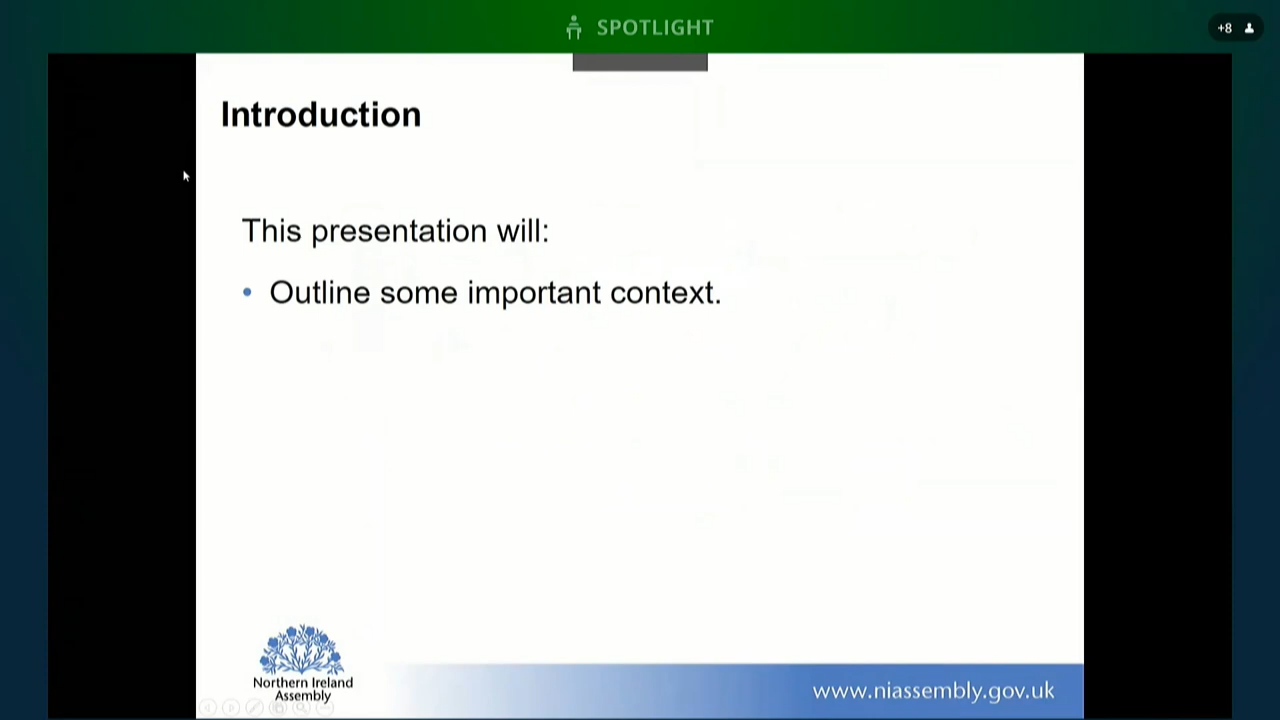 SPOTLIGHT
+8
Introduction
This presentation will:
• Outline some important context.
Northern Ireland
Assembly
www.niassembly.gov.uk